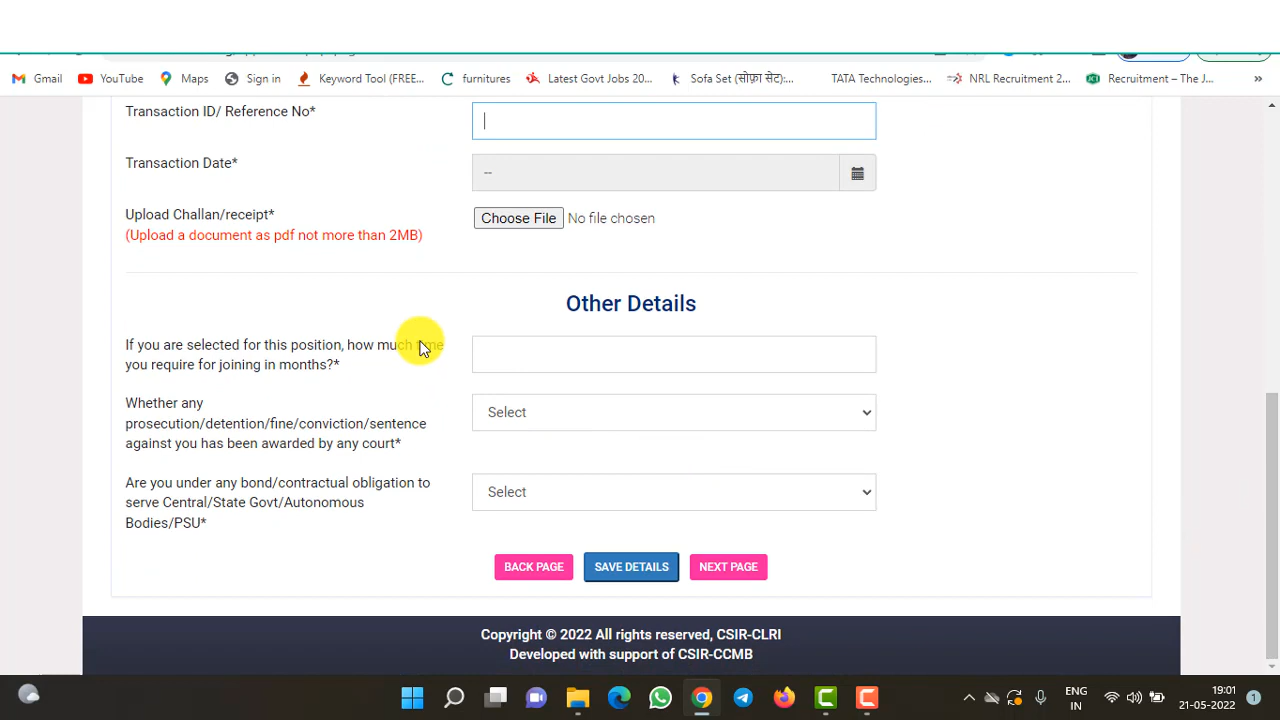 Gmail YouTube Maps Sign in Keyword Tool (FREE... furnitures Latest Govt Jobs 20... Sofa Set (सोफ़ा सेट):... TATA Technologies... NRL Recruitment 2... Recruitment – The J... »
Transaction ID/ Reference No*
Transaction Date* --
Upload Challan/receipt* Choose File No file chosen
(Upload a document as pdf not more than 2MB)
Other Details
If you are selected for this position, how much time
you require for joining in months?*
Whether any
prosecution/detention/fine/conviction/sentence Select
against you has been awarded by any court*
Are you under any bond/contractual obligation to
serve Central/State Govt/Autonomous Select
Bodies/PSU*
BACK PAGE SAVE DETAILS NEXT PAGE
Copyright © 2022 All rights reserved, CSIR-CLRI
Developed with support of CSIR-CCMB
ENG 19:01
IN 21-05-2022 1